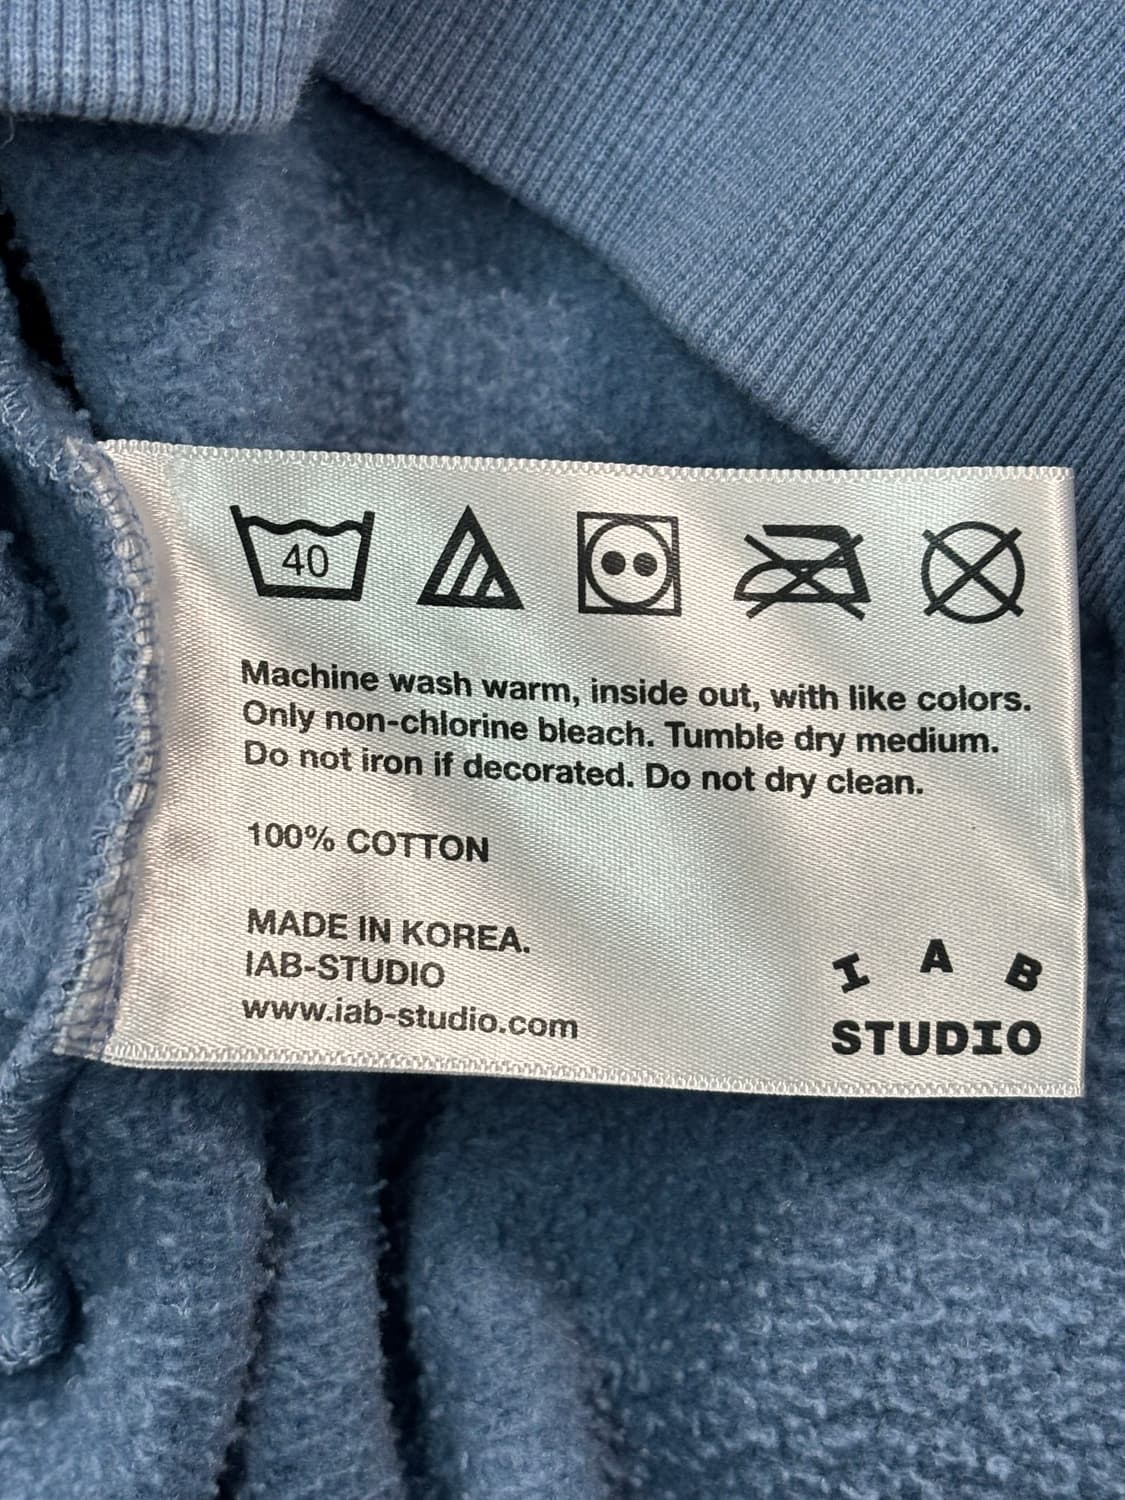 40
Machine wash warm, inside out, with like colors.
Only non-chlorine bleach. Tumble dry medium.
Do not iron if decorated. Do not dry clean.
100% COTTON
MADE IN KOREA.
IAB-STUDIO
www.iab-studio.com
I A B
STUDIO